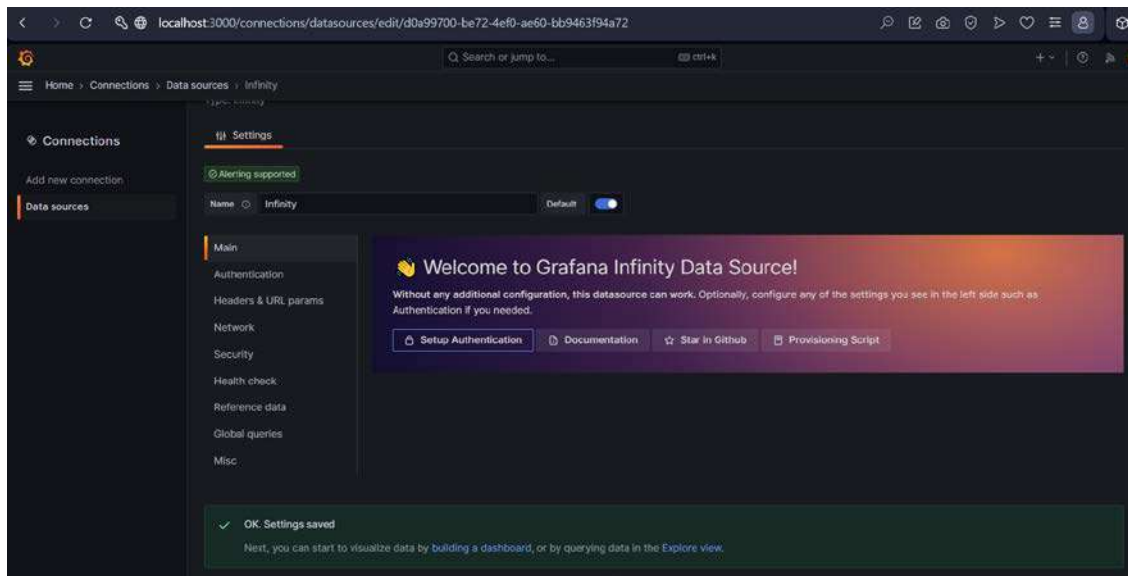 localhost:3000/connections/datasources/edit/d0a99700-be72-4ef0-ae60-bb9463f94a72
Search or jump to... ctrl+k
Home › Connections › Data sources › Infinity
Type: Infinity
Connections
Settings
Add new connection
Alerting supported
Data sources
Name Infinity Default
Main
Authentication
Headers & URL params
Network
Security
Health check
Reference data
Global queries
Misc
👋 Welcome to Grafana Infinity Data Source!
Without any additional configuration, this datasource can work. Optionally, configure any of the settings you see in the left side such as
Authentication if you needed.
Setup Authentication Documentation Star in Github Provisioning Script
OK. Settings saved
Next, you can start to visualize data by building a dashboard, or by querying data in the Explore view.